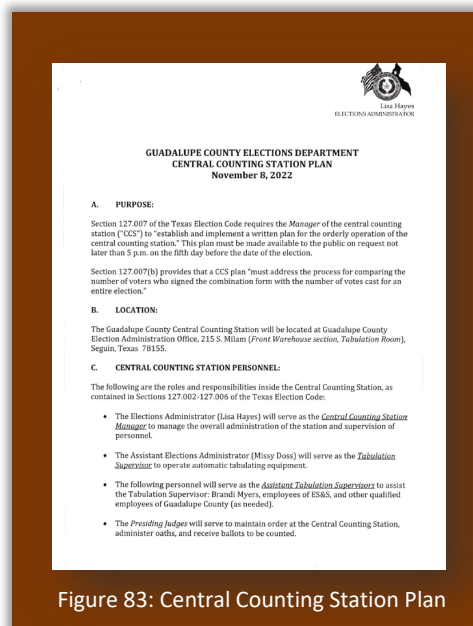 Lisa Hayes
ELECTIONS ADMINISTRATOR
GUADALUPE COUNTY ELECTIONS DEPARTMENT
CENTRAL COUNTING STATION PLAN
November 8, 2022
A. PURPOSE:
Section 127.007 of the Texas Election Code requires the Manager of the central counting
station ("CCS") to "establish and implement a written plan for the orderly operation of the
central counting station." This plan must be made available to the public on request not
later than 5 p.m. on the fifth day before the date of the election.
Section 127.007(b) provides that a CCS plan "must address the process for comparing the
number of voters who signed the combination form with the number of votes cast for an
entire election."
B. LOCATION:
The Guadalupe County Central Counting Station will be located at Guadalupe County
Election Administration Office, 215 S. Milam (Front Warehouse section, Tabulation Room),
Seguin, Texas 78155.
C. CENTRAL COUNTING STATION PERSONNEL:
The following are the roles and responsibilities inside the Central Counting Station, as
contained in Sections 127.002-127.006 of the Texas Election Code:
• The Elections Administrator (Lisa Hayes) will serve as the Central Counting Station
Manager to manage the overall administration of the station and supervision of
personnel.
• The Assistant Elections Administrator (Missy Doss) will serve as the Tabulation
Supervisor to operate automatic tabulating equipment.
• The following personnel will serve as the Assistant Tabulation Supervisors to assist
the Tabulation Supervisor: Brandi Myers, employees of ES&S, and other qualified
employees of Guadalupe County (as needed).
• The Presiding Judges will serve to maintain order at the Central Counting Station,
administer oaths, and receive ballots to be counted.
Figure 83: Central Counting Station Plan